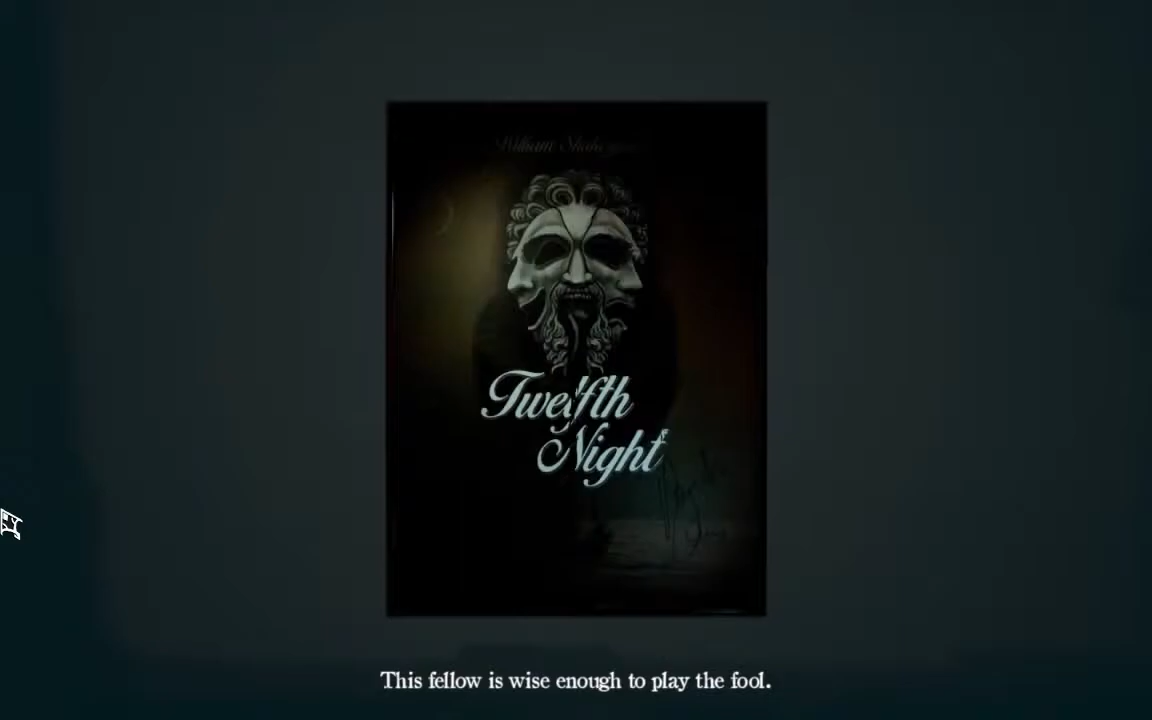 William Shakespeare
Twelfth
Night
This fellow is wise enough to play the fool.